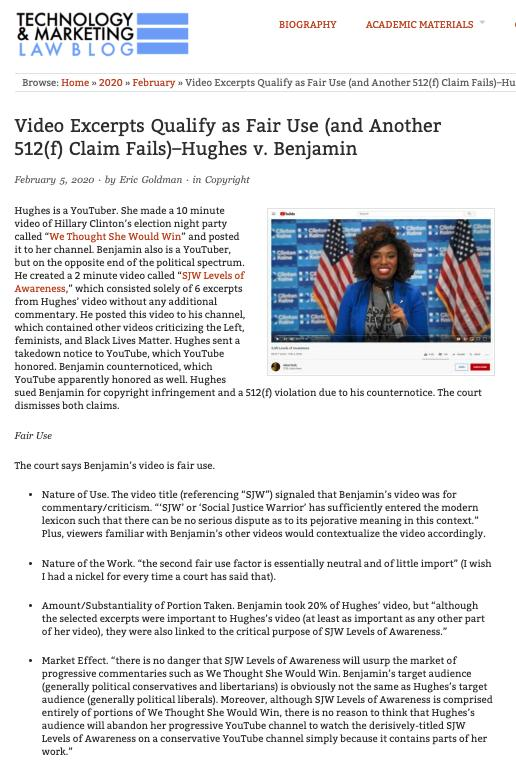 TECHNOLOGY
& MARKETING
LAW BLOG
BIOGRAPHY
ACADEMIC MATERIALS
Browse: Home » 2020 » February » Video Excerpts Qualify as Fair Use (and Another 512(f) Claim Fails)–Hu
Video Excerpts Qualify as Fair Use (and Another
512(f) Claim Fails)–Hughes v. Benjamin
February 5, 2020 · by Eric Goldman · in Copyright
Hughes is a YouTuber. She made a 10 minute
video of Hillary Clinton’s election night party
called “We Thought She Would Win” and posted
it to her channel. Benjamin also is a YouTuber,
but on the opposite end of the political spectrum.
He created a 2 minute video called “SJW Levels of
Awareness,” which consisted solely of 6 excerpts
from Hughes’ video without any additional
commentary. He posted this video to his channel,
which contained other videos criticizing the Left,
feminists, and Black Lives Matter. Hughes sent a
takedown notice to YouTube, which YouTube
honored. Benjamin counternoticed, which
YouTube apparently honored as well. Hughes
sued Benjamin for copyright infringement and a 512(f) violation due to his counternotice. The court
dismisses both claims.
Fair Use
The court says Benjamin’s video is fair use.
• Nature of Use. The video title (referencing “SJW”) signaled that Benjamin’s video was for
commentary/criticism. “‘SJW’ or ‘Social Justice Warrior’ has sufficiently entered the modern
lexicon such that there can be no serious dispute as to its pejorative meaning in this context.”
Plus, viewers familiar with Benjamin’s other videos would contextualize the video accordingly.
• Nature of the Work. “the second fair use factor is essentially neutral and of little import” (I wish
I had a nickel for every time a court has said that).
• Amount/Substantiality of Portion Taken. Benjamin took 20% of Hughes’ video, but “although
the selected excerpts were important to Hughes’s video (at least as important as any other part
of her video), they were also linked to the critical purpose of SJW Levels of Awareness.”
• Market Effect. “there is no danger that SJW Levels of Awareness will usurp the market of
progressive commentaries such as We Thought She Would Win. Benjamin’s target audience
(generally political conservatives and libertarians) is obviously not the same as Hughes’s target
audience (generally political liberals). Moreover, although SJW Levels of Awareness is comprised
entirely of portions of We Thought She Would Win, there is no reason to think that Hughes’s
audience will abandon her progressive YouTube channel to watch the derisively-titled SJW
Levels of Awareness on a conservative YouTube channel simply because it contains parts of her
work.”